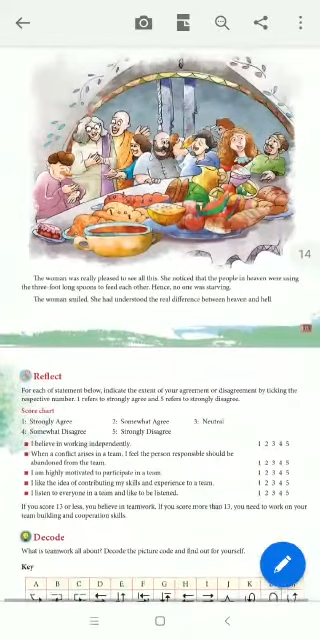 14
The woman was really pleased to see all this. She noticed that the people in heaven were using
the three-foot long spoons to feed each other. Hence, no one was starving.
The woman smiled. She had understood the real difference between heaven and hell.
Reflect
For each of statement below, indicate the extent of your agreement or disagreement by ticking the
respective number. 1 refers to strongly agree and 5 refers to strongly disagree.
Score chart
1: Strongly Agree 2: Somewhat Agree 3: Neutral
4: Somewhat Disagree 5: Strongly Disagree
I believe in working independently. 1 2 3 4 5
When a conflict arises in a team, I feel the person responsible should be
abandoned from the team. 1 2 3 4 5
I am highly motivated to participate in a team. 1 2 3 4 5
I like the idea of contributing my skills and experience to a team. 1 2 3 4 5
I listen to everyone in a team and like to be listened. 1 2 3 4 5
If you score 13 or less, you believe in teamwork. If you score more than 13, you need to work on your
team building and cooperation skills.
Decode
What is teamwork all about? Decode the picture code and find out for yourself.
Key
A B C D E F G H I J K